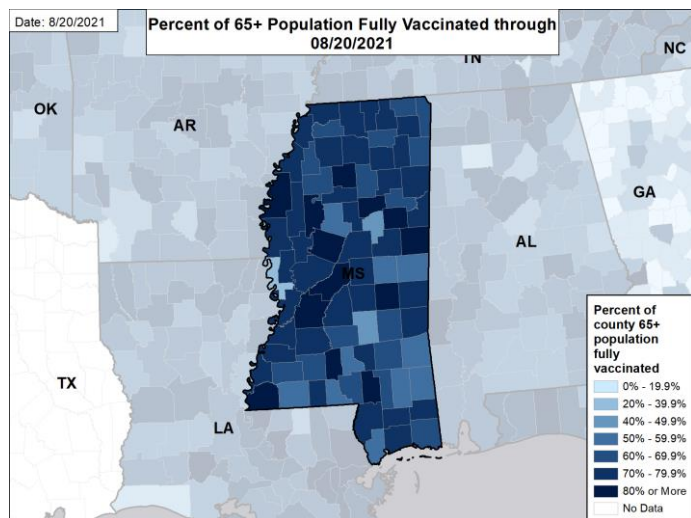 Date: 8/20/2021
Percent of 65+ Population Fully Vaccinated through
08/20/2021
TN
NC
OK
AR
GA
MS
AL
TX
LA
Percent of
county 65+
population
fully
vaccinated
0% - 19.9%
20% - 39.9%
40% - 49.9%
50% - 59.9%
60% - 69.9%
70% - 79.9%
80% or More
No Data